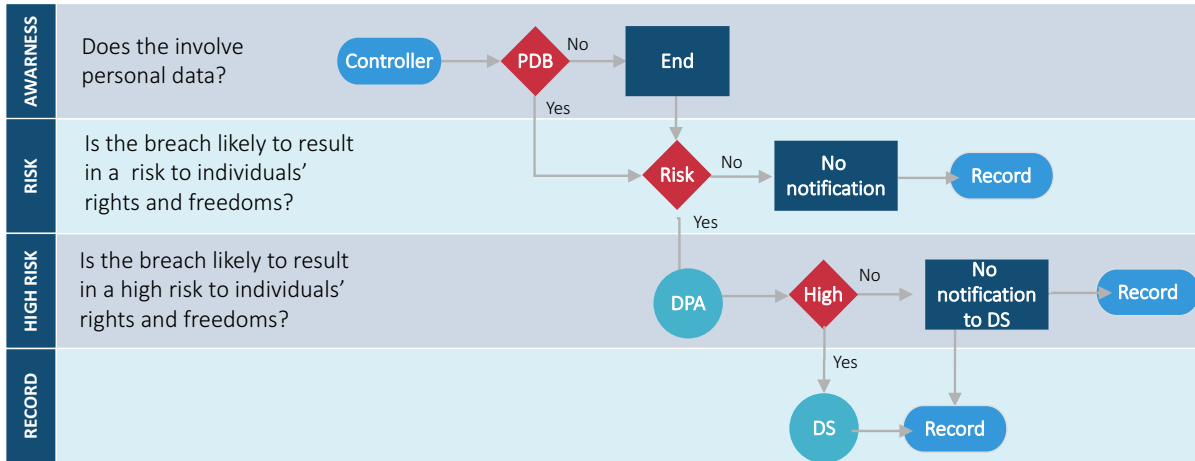 AWARNESS
Does the involve
personal data?
Controller
PDB
No
End
Yes
RISK
Is the breach likely to result
in a risk to individuals’
rights and freedoms?
Risk
No
No
notification
Record
Yes
HIGH RISK
Is the breach likely to result
in a high risk to individuals’
rights and freedoms?
DPA
High
No
No
notification
to DS
Record
Yes
RECORD
DS
Record